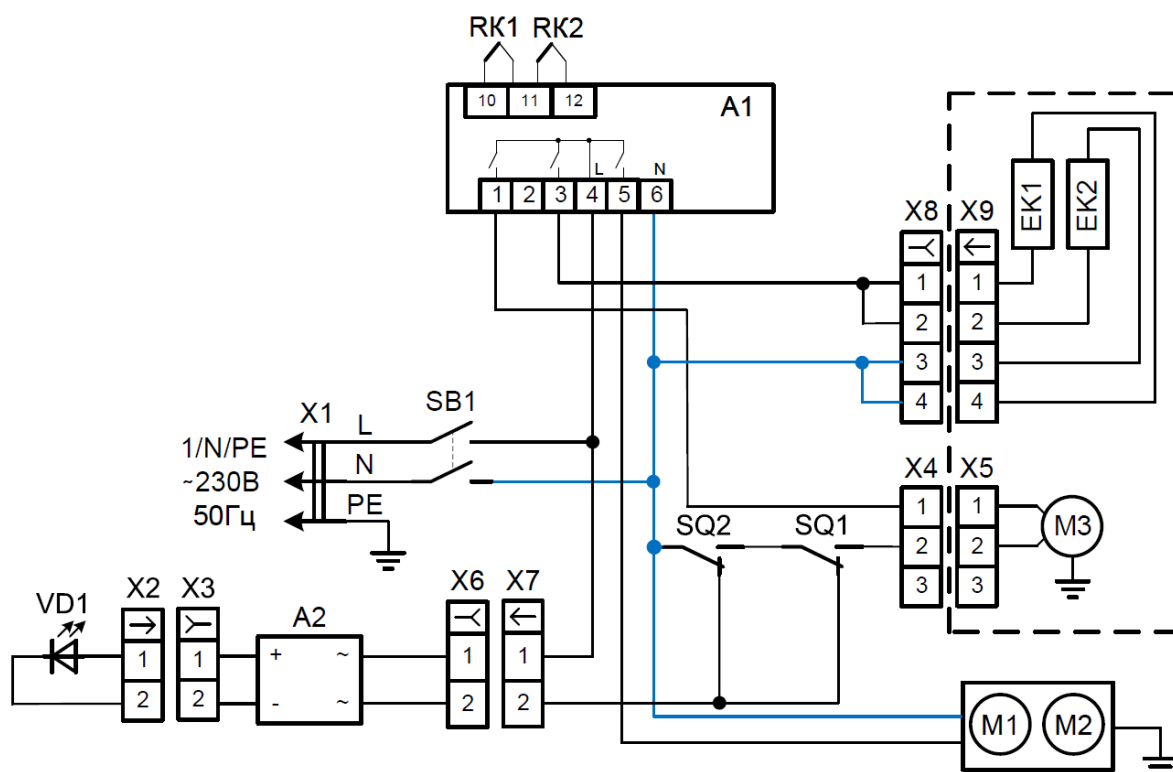 RK1 RK2
10 11 12
A1
L N
1 2 3 4 5 6
X8 X9
EK1 EK2
1 1
2 2
3 3
4 4
X1 L SB1
1/N/PE
~230В
N
50Гц
PE
X4 X5
1 1
2 2
3 3
M3
SQ2 SQ1
VD1 X2 X3 A2 X6 X7
1 1 + ~ 1 1
2 2 - ~ 2 2
M1 M2